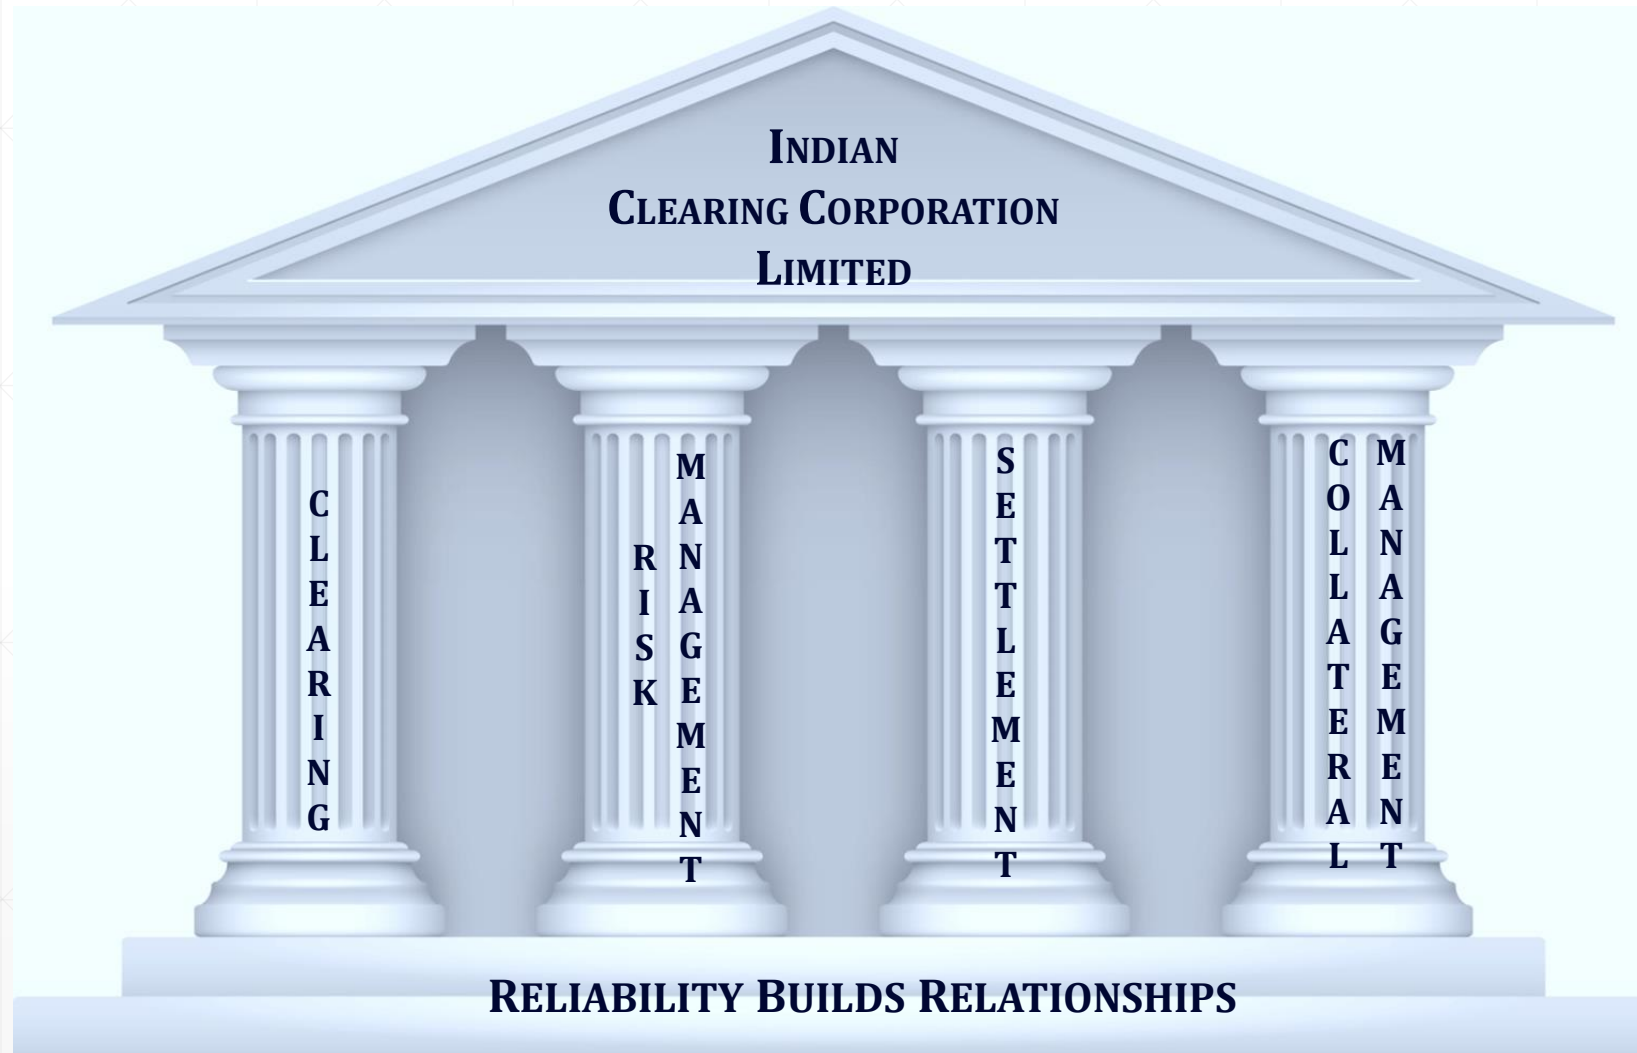 INDIAN
CLEARING CORPORATION
LIMITED
CLEARING
RISK
MANAGEMENT
SETTLEMENT
COLLATERAL
MANAGEMENT
RELIABILITY BUILDS RELATIONSHIPS